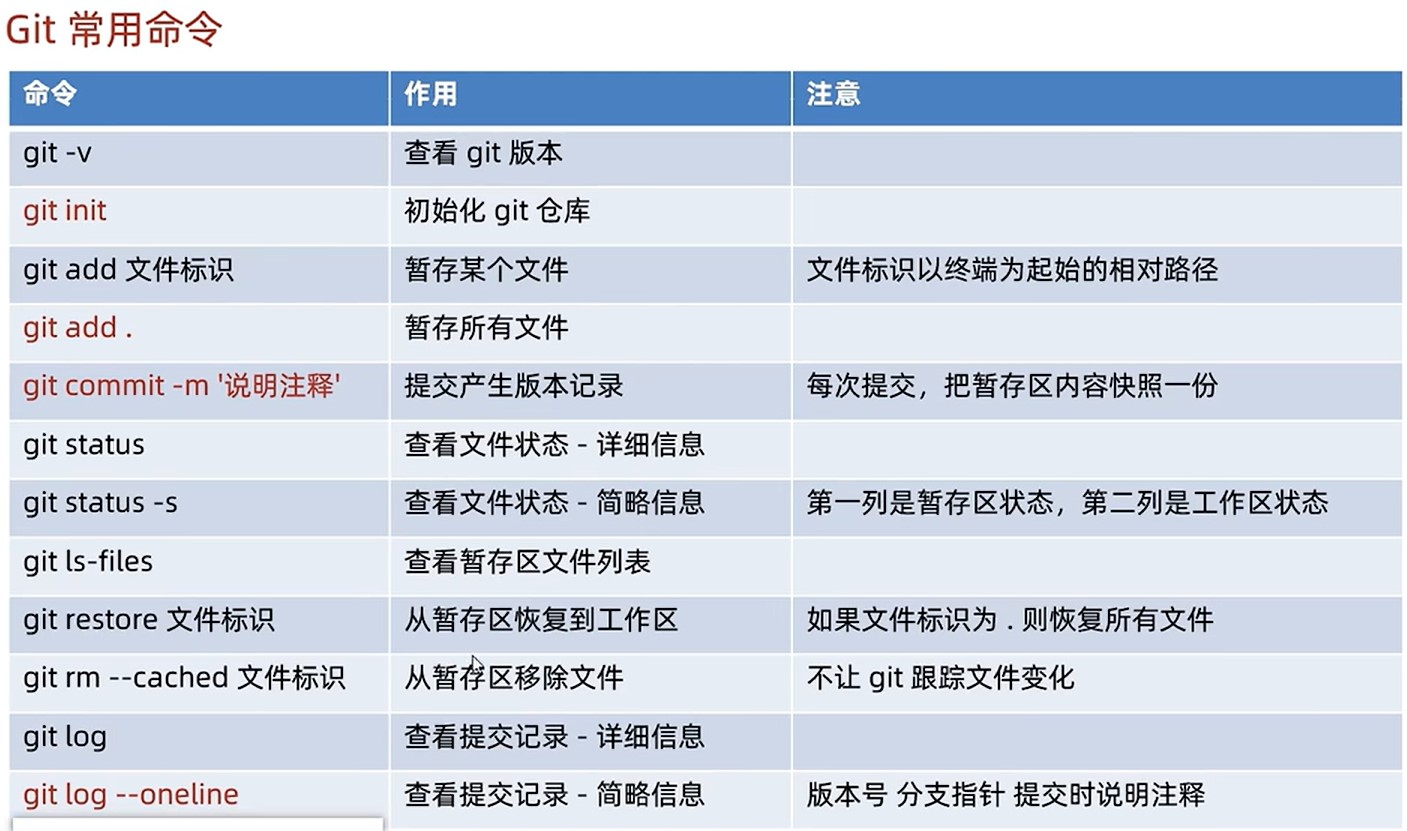 Git 常用命令
命令 作用 注意
git -v 查看 git 版本
git init 初始化 git 仓库
git add 文件标识 暂存某个文件 文件标识以终端为起始的相对路径
git add . 暂存所有文件
git commit -m '说明注释' 提交产生版本记录 每次提交，把暂存区内容快照一份
git status 查看文件状态 - 详细信息
git status -s 查看文件状态 - 简略信息 第一列是暂存区状态，第二列是工作区状态
git ls-files 查看暂存区文件列表
git restore 文件标识 从暂存区恢复到工作区 如果文件标识为 . 则恢复所有文件
git rm --cached 文件标识 从暂存区移除文件 不让 git 跟踪文件变化
git log 查看提交记录 - 详细信息
git log --oneline 查看提交记录 - 简略信息 版本号 分支指针 提交时说明注释